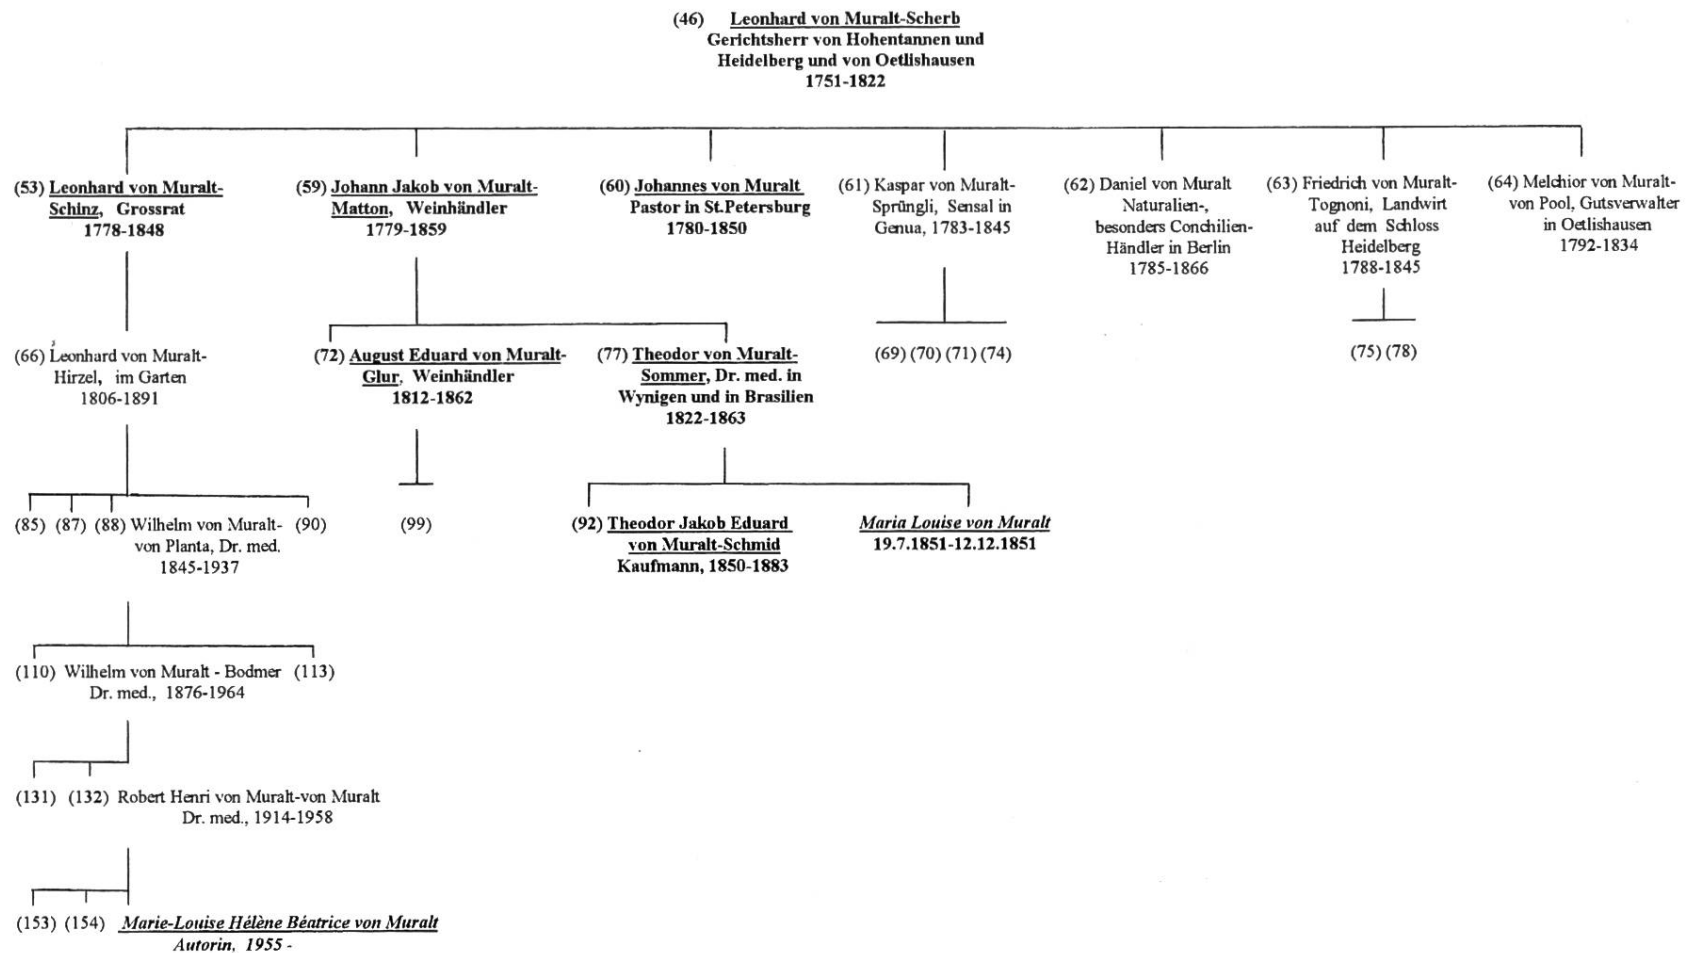 (46) Leonhard von Muralt-Scherb
Gerichtsherr von Hohentannen und
Heidelberg und von Oetlishausen
1751-1822
(53) Leonhard von Muralt-
Schinz, Grossrat
1778-1848
(59) Johann Jakob von Muralt-
Matton, Weinhändler
1779-1859
(60) Johannes von Muralt
Pastor in St.Petersburg
1780-1850
(61) Kaspar von Muralt-
Sprüngli, Sensal in
Genua, 1783-1845
(62) Daniel von Muralt
Naturalien-,
besonders Conchilien-
Händler in Berlin
1785-1866
(63) Friedrich von Muralt-
Tognoni, Landwirt
auf dem Schloss
Heidelberg
1788-1845
(64) Melchior von Muralt-
von Pool, Gutsverwalter
in Oetlishausen
1792-1834
(66) Leonhard von Muralt-
Hirzel, im Garten
1806-1891
(72) August Eduard von Muralt-
Glur, Weinhändler
1812-1862
(77) Theodor von Muralt-
Sommer, Dr. med. in
Wynigen und in Brasilien
1822-1863
(69) (70) (71) (74)
(75) (78)
(85) (87) (88) Wilhelm von Muralt- (90)
von Planta, Dr. med.
1845-1937
(99)
(92) Theodor Jakob Eduard
von Muralt-Schmid
Kaufmann, 1850-1883
Maria Louise von Muralt
19.7.1851-12.12.1851
(110) Wilhelm von Muralt - Bodmer (113)
Dr. med., 1876-1964
(131) (132) Robert Henri von Muralt-von Muralt
Dr. med., 1914-1958
(153) (154) Marie-Louise Hélène Béatrice von Muralt
Autorin, 1955 -